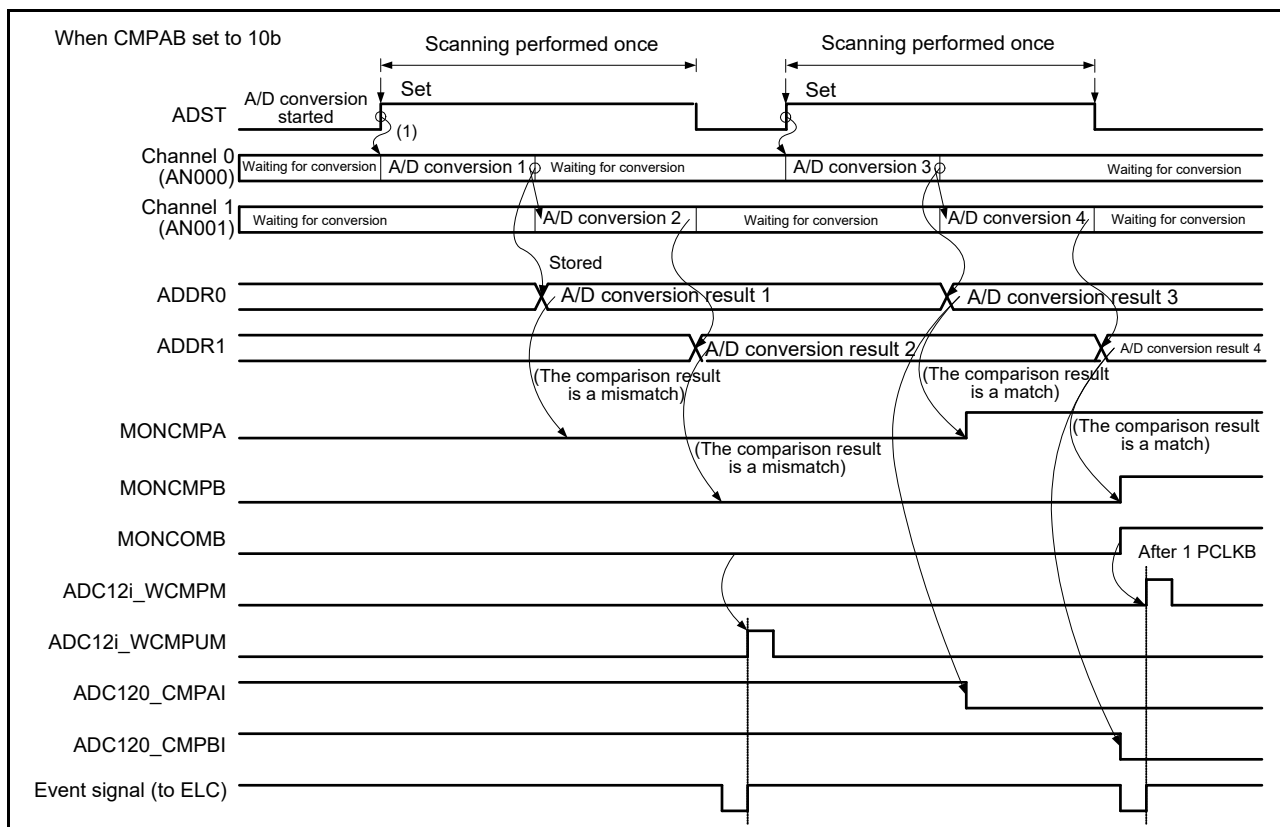 When CMPAB set to 10b
Scanning performed once
Scanning performed once
ADST
A/D conversion
started
Set
Set
(1)
Channel 0
(AN000)
Waiting for conversion
A/D conversion 1
Waiting for conversion
A/D conversion 3
Waiting for conversion
Channel 1
(AN001)
Waiting for conversion
A/D conversion 2
Waiting for conversion
A/D conversion 4
Waiting for conversion
Stored
ADDR0
A/D conversion result 1
A/D conversion result 3
ADDR1
A/D conversion result 2
A/D conversion result 4
(The comparison result
is a mismatch)
(The comparison result
is a match)
MONCMPA
(The comparison result
is a mismatch)
(The comparison result
is a match)
MONCMPB
MONCOMB
After 1 PCLKB
ADC12i_WCMPM
ADC12i_WCMPUM
ADC120_CMPAI
ADC120_CMPBI
Event signal (to ELC)